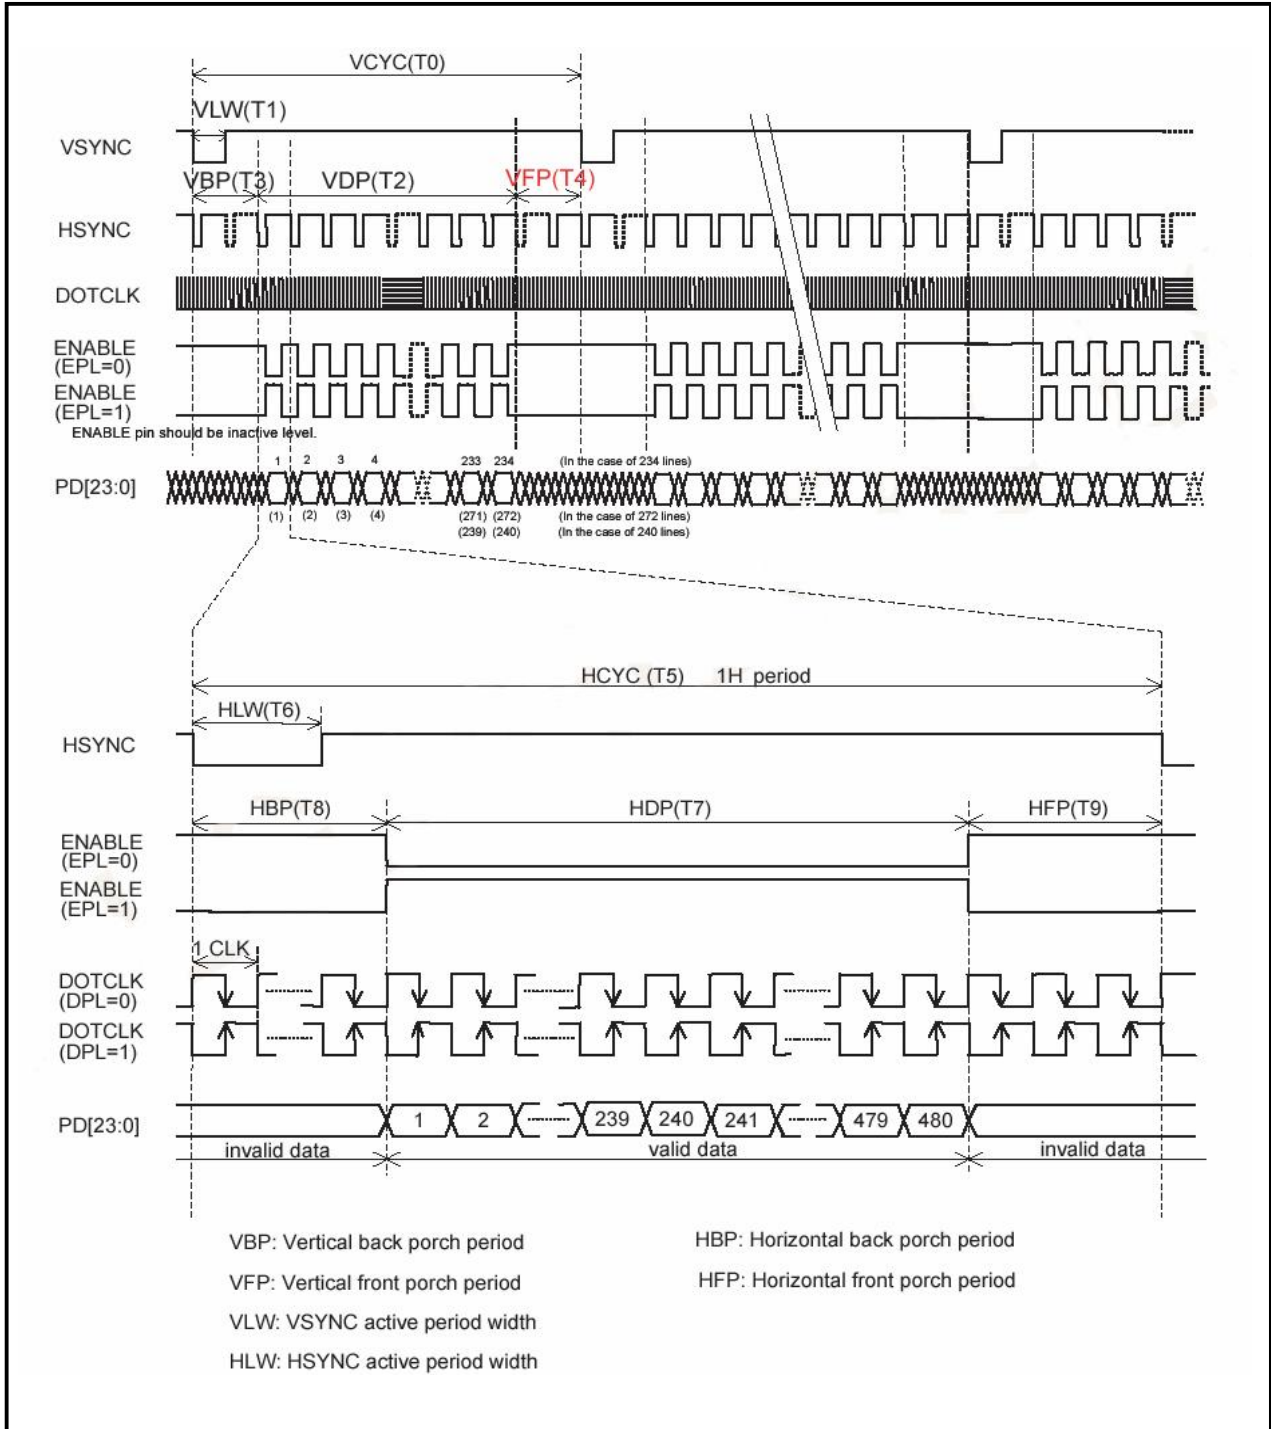 VCYC(T0)
VLW(T1)
VSYNC
VBP(T3) VDP(T2) VFP(T4)
HSYNC
DOTCLK
ENABLE
(EPL=0)
ENABLE
(EPL=1)
ENABLE pin should be inactive level.
1 2 3 4 233 234 (In the case of 234 lines)
PD[23:0]
(1) (2) (3) (4) (271) (272) (In the case of 272 lines)
(239) (240) (In the case of 240 lines)
HCYC (T5) 1H period
HLW(T6)
HSYNC
HBP(T8) HDP(T7) HFP(T9)
ENABLE
(EPL=0)
ENABLE
(EPL=1)
1 CLK
DOTCLK
(DPL=0)
DOTCLK
(DPL=1)
PD[23:0] 1 2 239 240 241 479 480
invalid data valid data invalid data
VBP: Vertical back porch period HBP: Horizontal back porch period
VFP: Vertical front porch period HFP: Horizontal front porch period
VLW: VSYNC active period width
HLW: HSYNC active period width